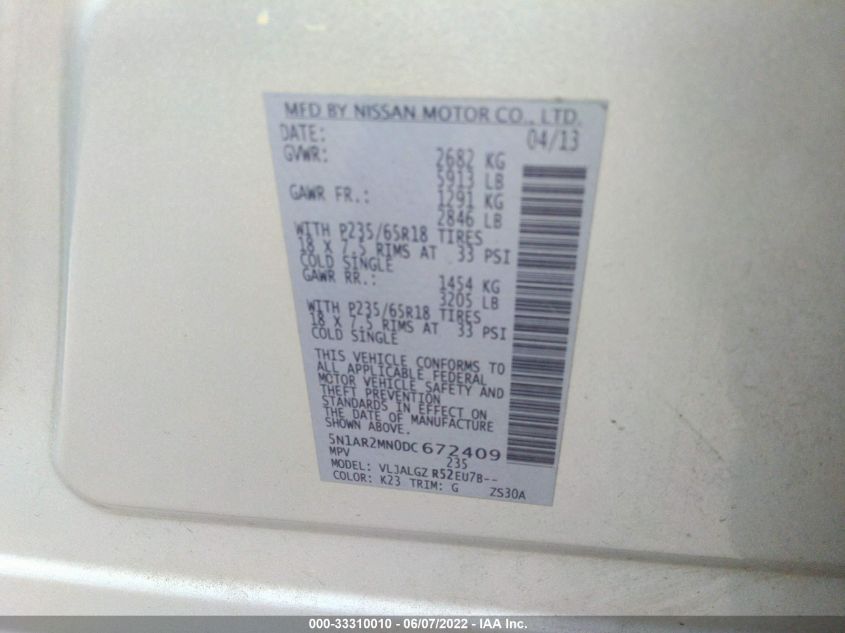 MFD BY NISSAN MOTOR CO., LTD.
DATE: 04/13
GVWR: 2682 KG
5913 LB
GAWR FR.: 1291 KG
2846 LB
WITH P235/65R18 TIRES
18 X 7.5 RIMS AT 33 PSI
COLD SINGLE
GAWR RR.: 1454 KG
3205 LB
WITH P235/65R18 TIRES
18 X 7.5 RIMS AT 33 PSI
COLD SINGLE
THIS VEHICLE CONFORMS TO
ALL APPLICABLE FEDERAL
MOTOR VEHICLE SAFETY AND
THEFT PREVENTION
STANDARDS IN EFFECT ON
THE DATE OF MANUFACTURE
SHOWN ABOVE.
5N1AR2MN0DC672409
MPV 235
MODEL: VLJALGZ R52EU7B--
COLOR: K23 TRIM: G ZS30A
000-33310010 - 06/07/2022 - IAA Inc.